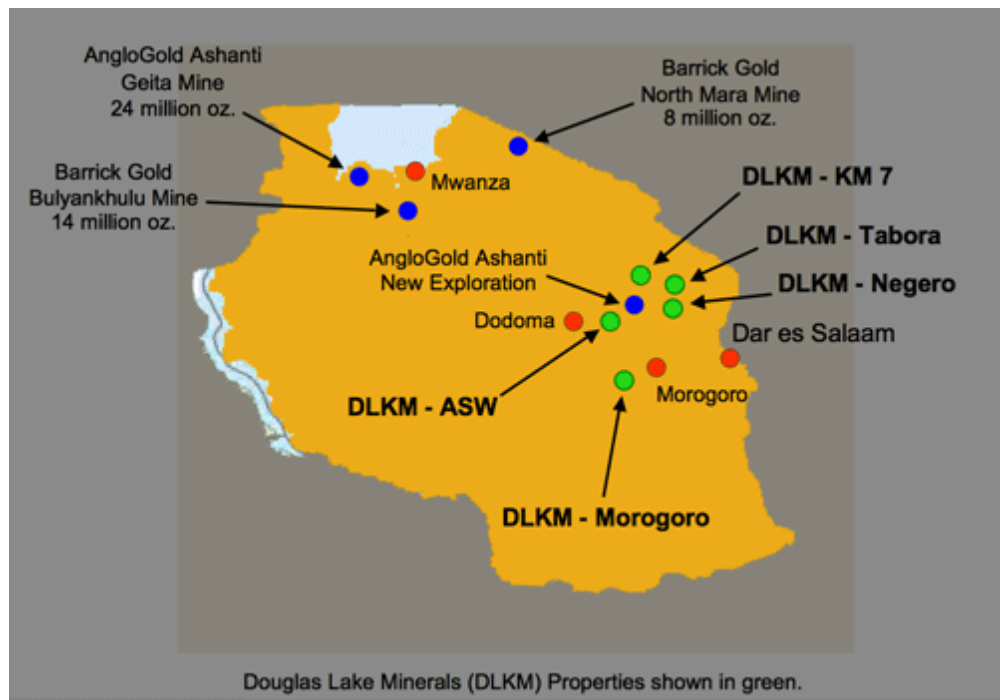 AngloGold Ashanti
Geita Mine
24 million oz.
Barrick Gold
North Mara Mine
8 million oz.
Barrick Gold
Bulyankhulu Mine
14 million oz.
Mwanza
DLKM - KM 7
DLKM - Tabora
AngloGold Ashanti
New Exploration
DLKM - Negero
Dodoma
Dar es Salaam
DLKM - ASW
Morogoro
DLKM - Morogoro
Douglas Lake Minerals (DLKM) Properties shown in green.